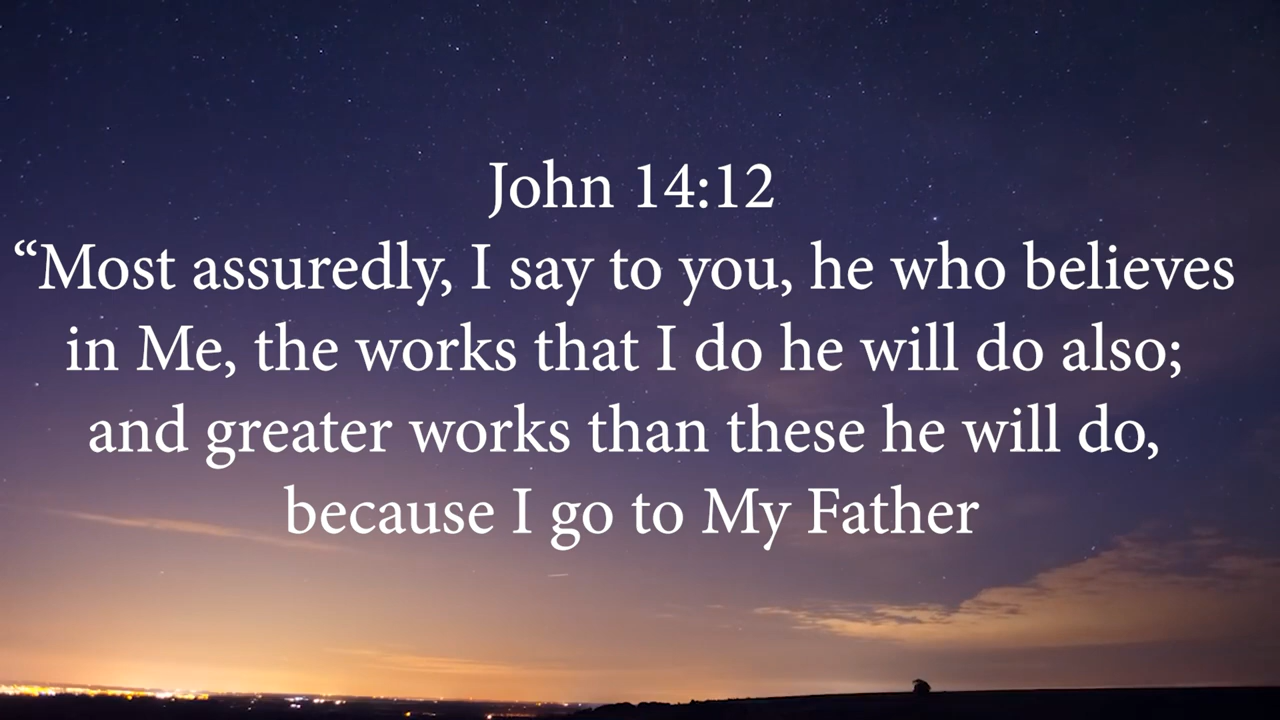 John 14:12
“Most assuredly, I say to you, he who believes
in Me, the works that I do he will do also;
and greater works than these he will do,
because I go to My Father